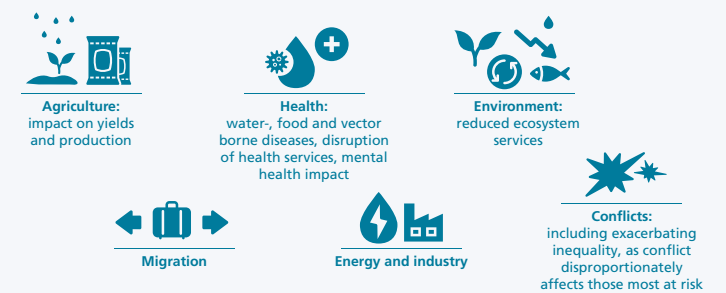 Agriculture:
impact on yields
and production
Health:
water-, food and vector
borne diseases, disruption
of health services, mental
health impact
Environment:
reduced ecosystem
services
Migration
Energy and industry
Conflicts:
including exacerbating
inequality, as conflict
disproportionately
affects those most at risk